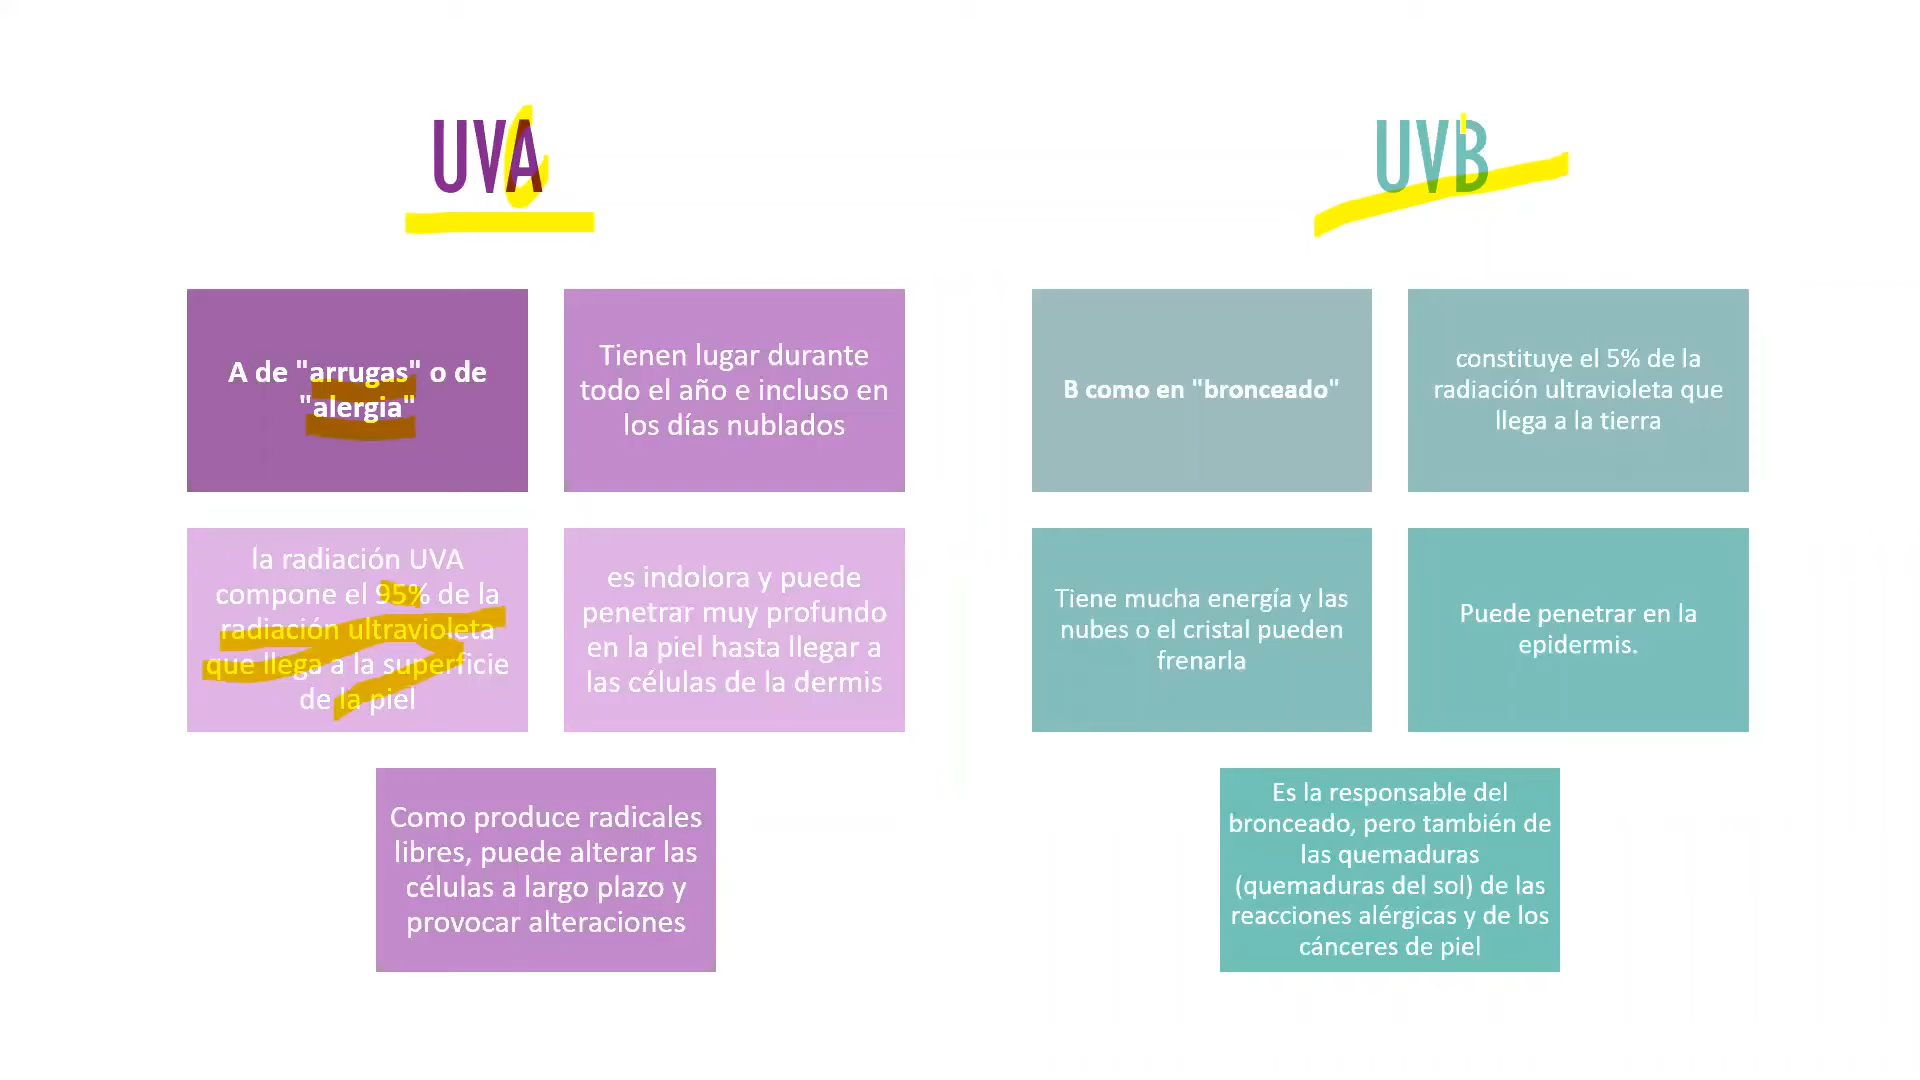 UVA
A de "arrugas" o de
"alergia"
Tienen lugar durante
todo el año e incluso en
los días nublados
la radiación UVA
compone el 95% de la
radiación ultravioleta
que llega a la superficie
de la piel
es indolora y puede
penetrar muy profundo
en la piel hasta llegar a
las células de la dermis
Como produce radicales
libres, puede alterar las
células a largo plazo y
provocar alteraciones
UVB
B como en "bronceado"
constituye el 5% de la
radiación ultravioleta que
llega a la tierra
Tiene mucha energía y las
nubes o el cristal pueden
frenarla
Puede penetrar en la
epidermis.
Es la responsable del
bronceado, pero también de
las quemaduras
(quemaduras del sol) de las
reacciones alérgicas y de los
cánceres de piel